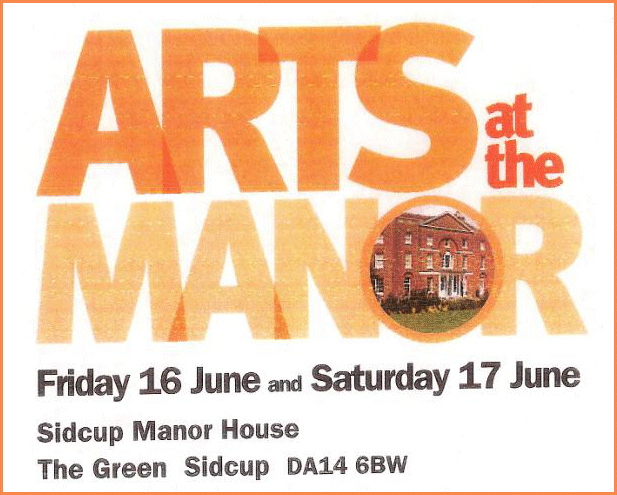 ARTS
at
the
MANOR
Friday 16 June and Saturday 17 June
Sidcup Manor House
The Green Sidcup DA14 6BW